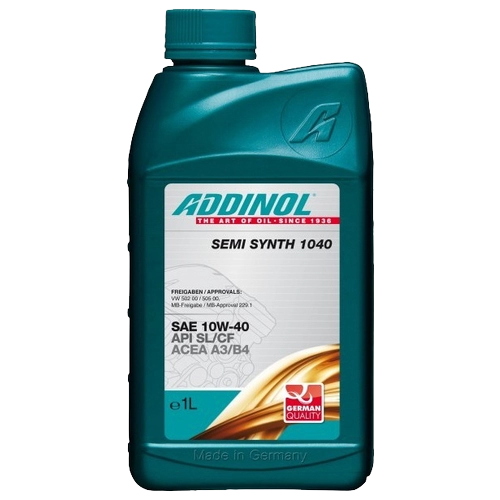 ADDINOL
THE ART OF OIL - SINCE 1936
SEMI SYNTH 1040
FREIGABEN / APPROVALS:
VW 502 00 / 505 00,
MB-Freigabe / MB-Approval 229.1
SAE 10W-40
API SL/CF
ACEA A3/B4
e 1L
GERMAN
QUALITY
Made in Germany